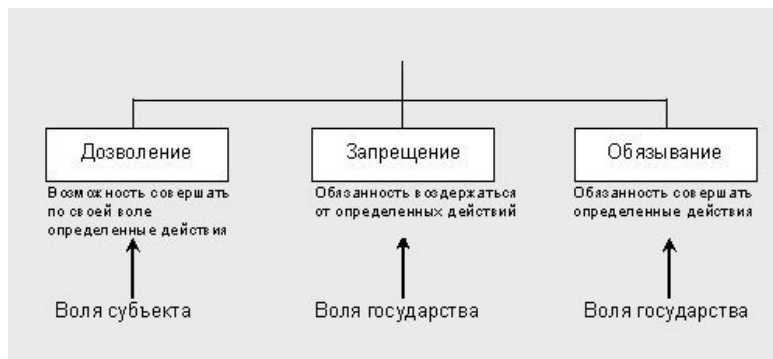 Дозволение
Возможность совершать
по своей воле
определенные действия
Воля субъекта
Запрещение
Обязанность воздержаться
от определенных действий
Воля государства
Обязывание
Обязанность совершать
определенные действия
Воля государства